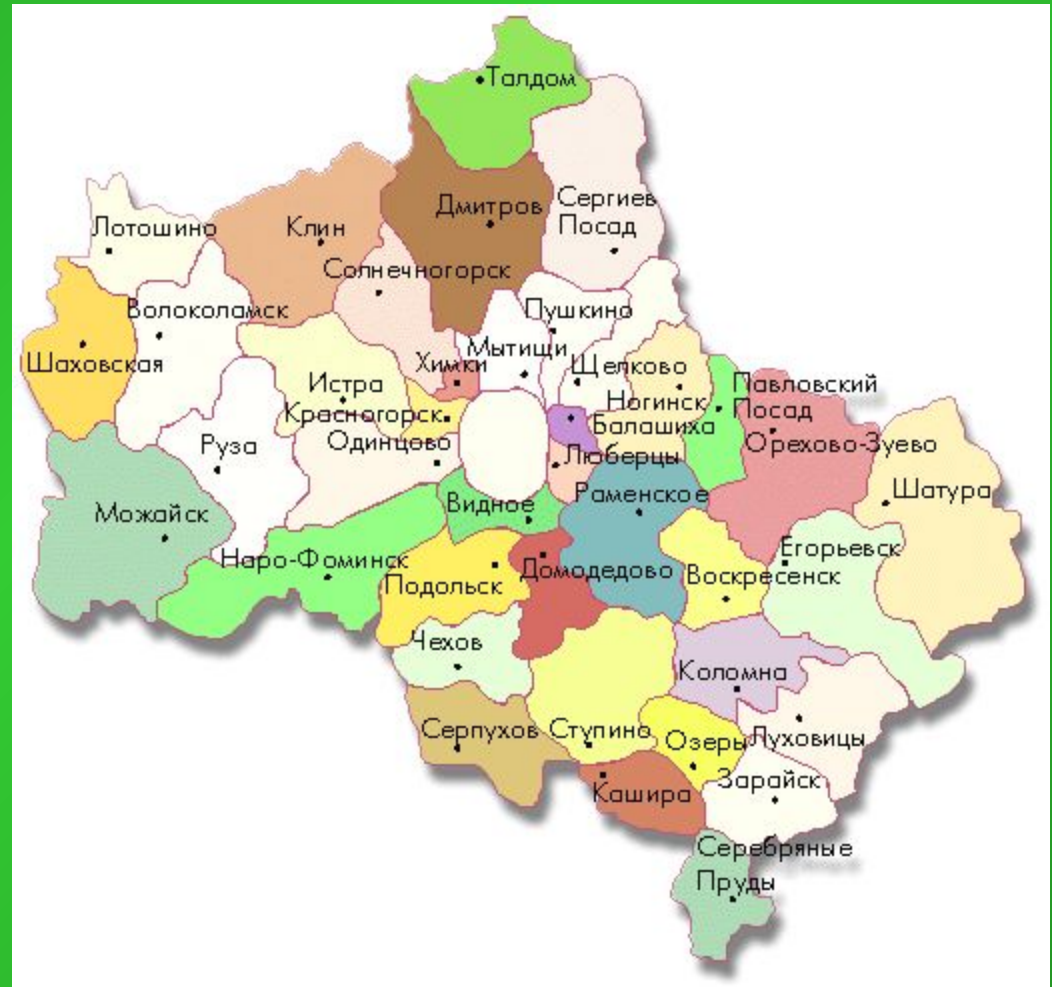 Талдом
Дмитров
Сергиев
Посад
Лотошино
Клин
Солнечногорск
Волоколамск
Пушкино
Шаховская
Химки
Мытищи
Щелково
Истра
Павловский
Посад
Красногорск
Ногинск
Балашиха
Руза
Одинцово
Люберцы
Орехово-Зуево
Можайск
Видное
Раменское
Шатура
Наро-Фоминск
Подольск
Домодедово
Воскресенск
Егорьевск
Чехов
Коломна
Серпухов
Ступино
Озеры
Луховицы
Кашира
Зарайск
Серебряные
Пруды